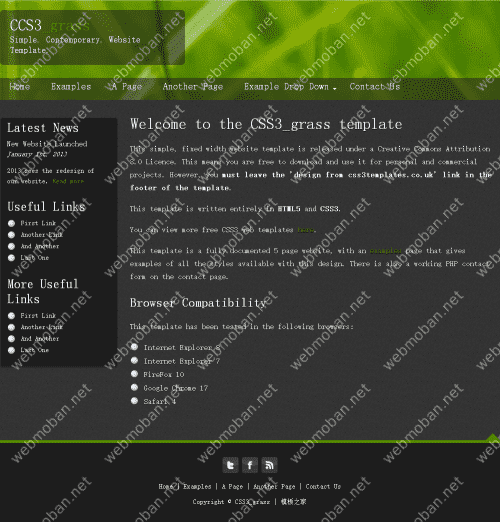 CCS3 grass
Simple. Contemporary. Website
Template.
Home Examples A Page Another Page Example Drop Down Contact Us
Latest News
New Website Launched
January 1st, 2013
2013 sees the redesign of
our website. Read more
Useful Links
First Link
Another Link
And Another
Last One
More Useful
Links
First Link
Another Link
And Another
Last One
Welcome to the CSS3_grass template
This simple, fixed width website template is released under a Creative Commons Attribution
3.0 Licence. This means you are free to download and use it for personal and commercial
projects. However, you must leave the 'design from css3templates.co.uk' link in the
footer of the template.
This template is written entirely in HTML5 and CSS3.
You can view more free CSS3 web templates here.
This template is a fully documented 5 page website, with an examples page that gives
examples of all the styles available with this design. There is also a working PHP contact
form on the contact page.
Browser Compatibility
This template has been tested in the following browsers:
Internet Explorer 8
Internet Explorer 7
FireFox 10
Google Chrome 17
Safari 4
Home | Examples | A Page | Another Page | Contact Us
Copyright © CSS3_grass | 模板之家
webmoban.net